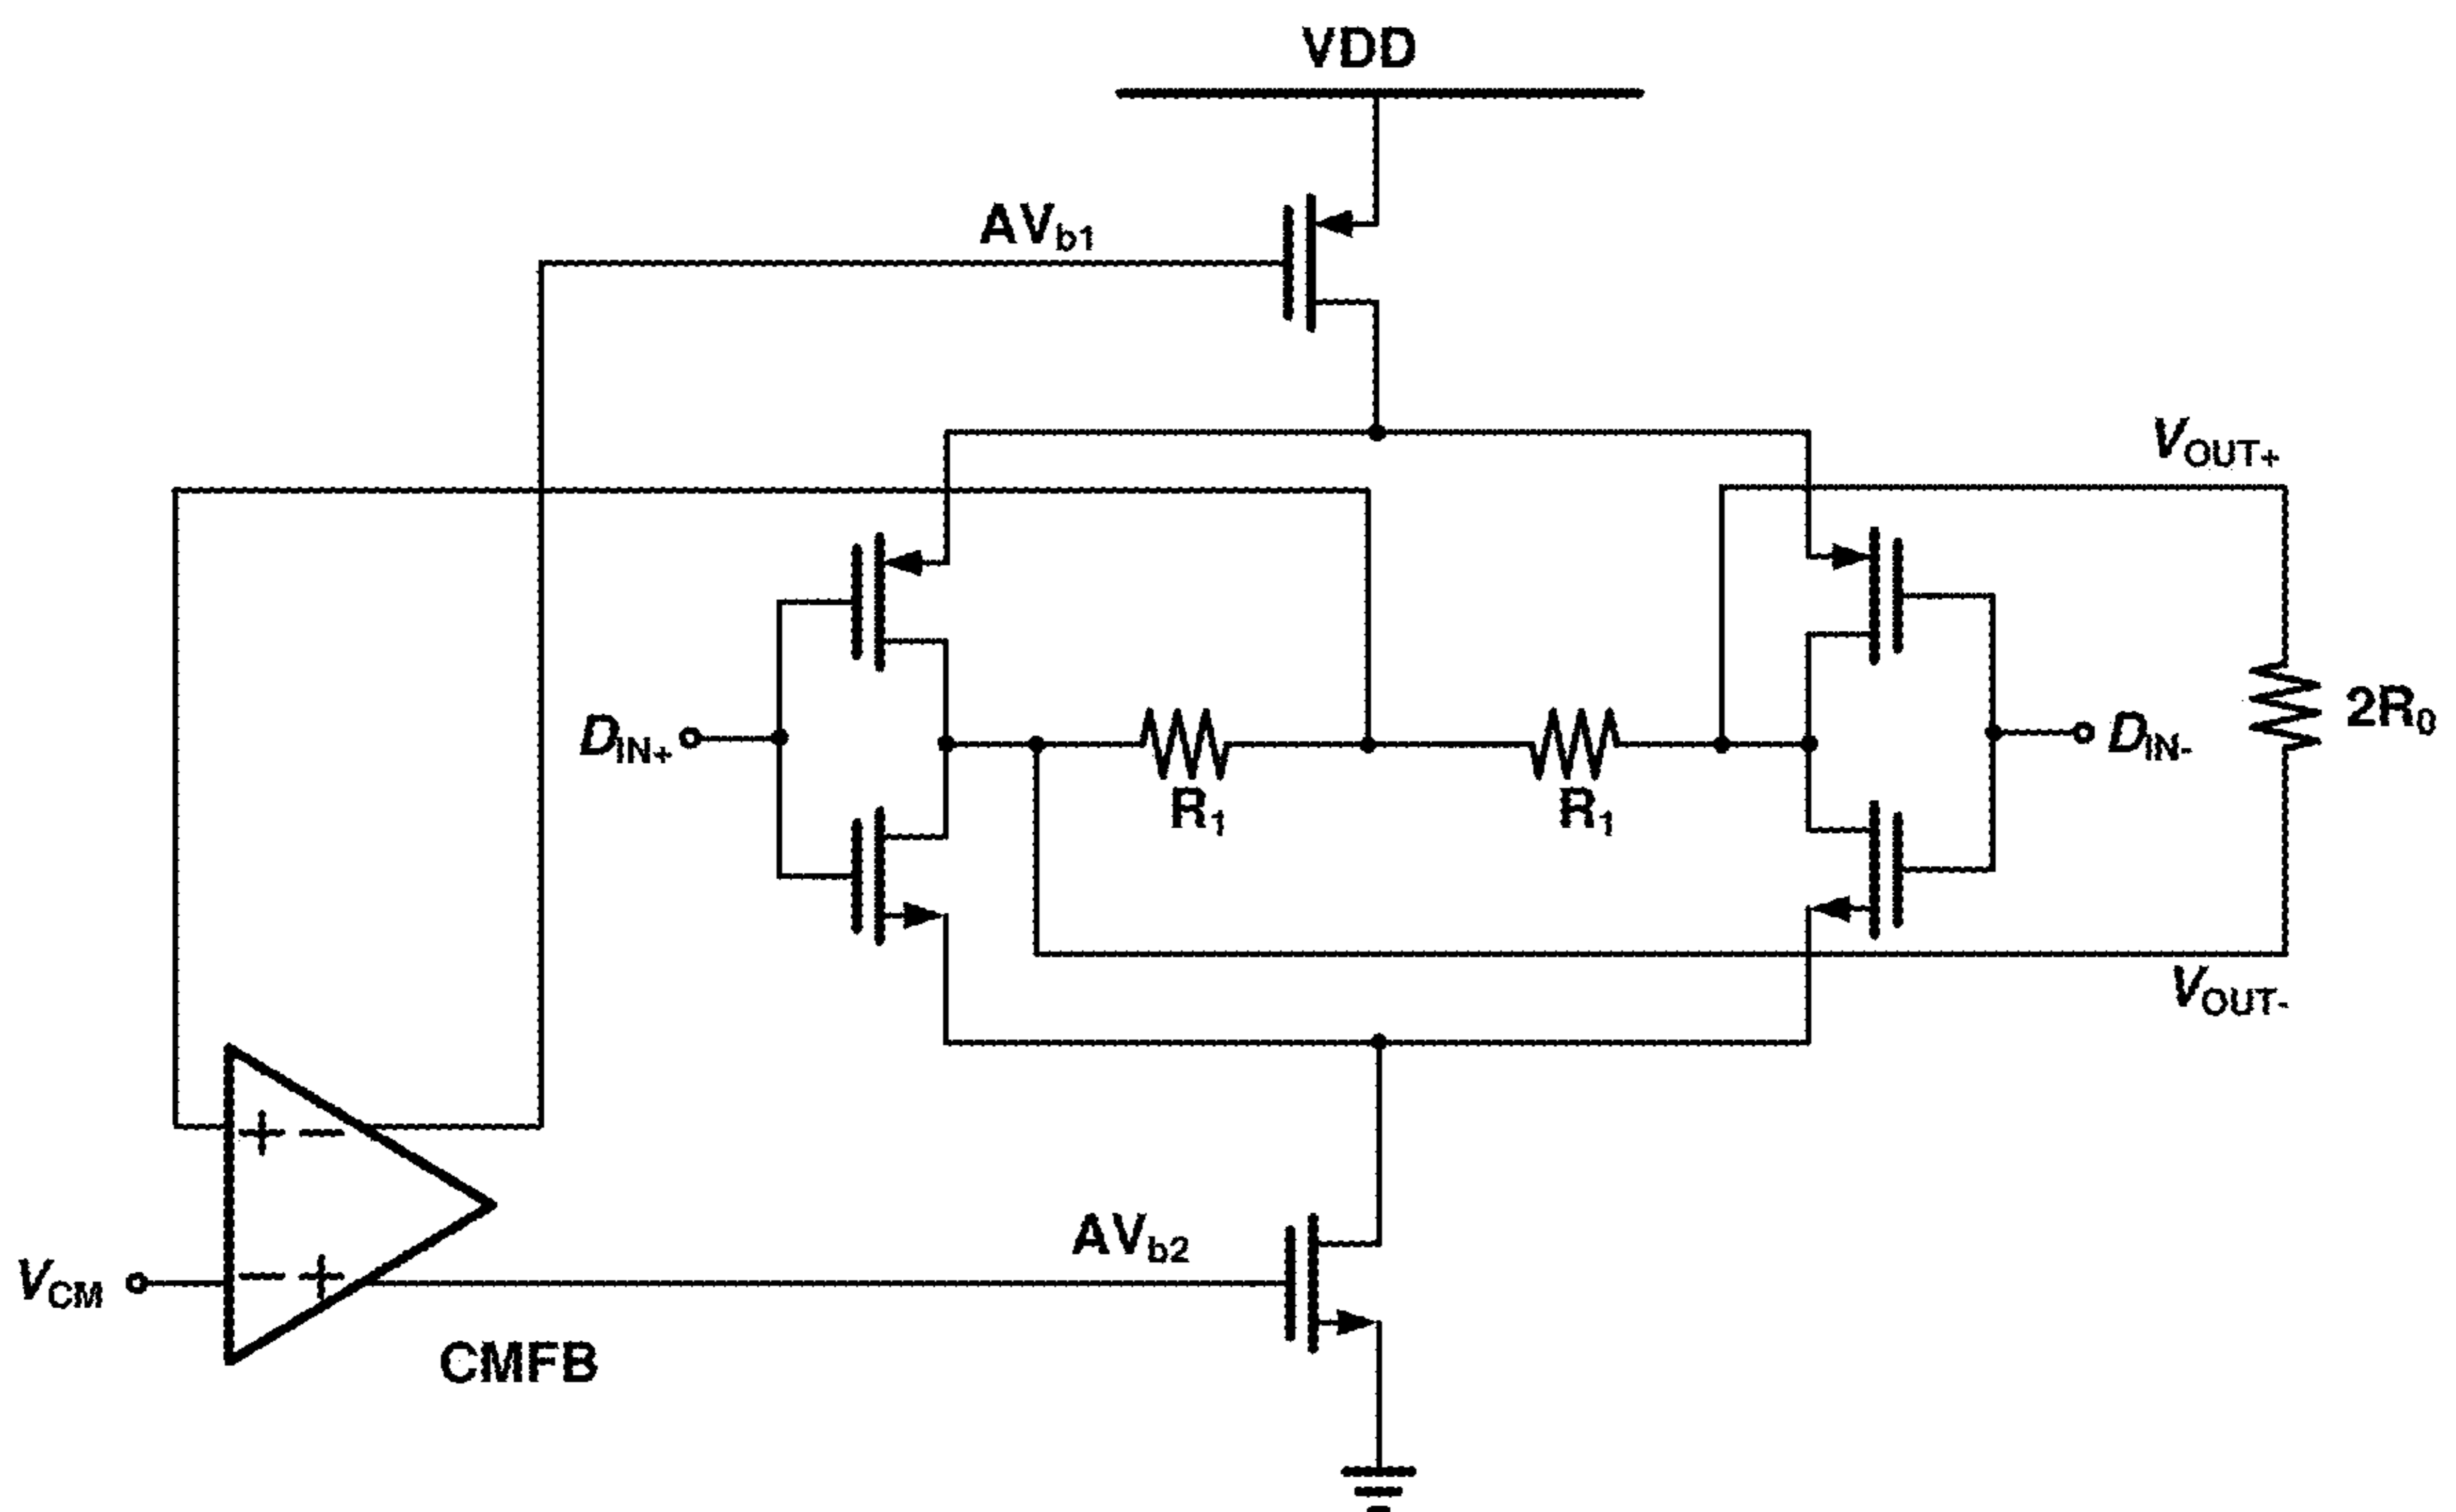 VDD
AVb1
VOUT+
DIN+
R1
R1
DIN-
2R0
VOUT-
+ −
AVb2
VCM
− +
CMFB